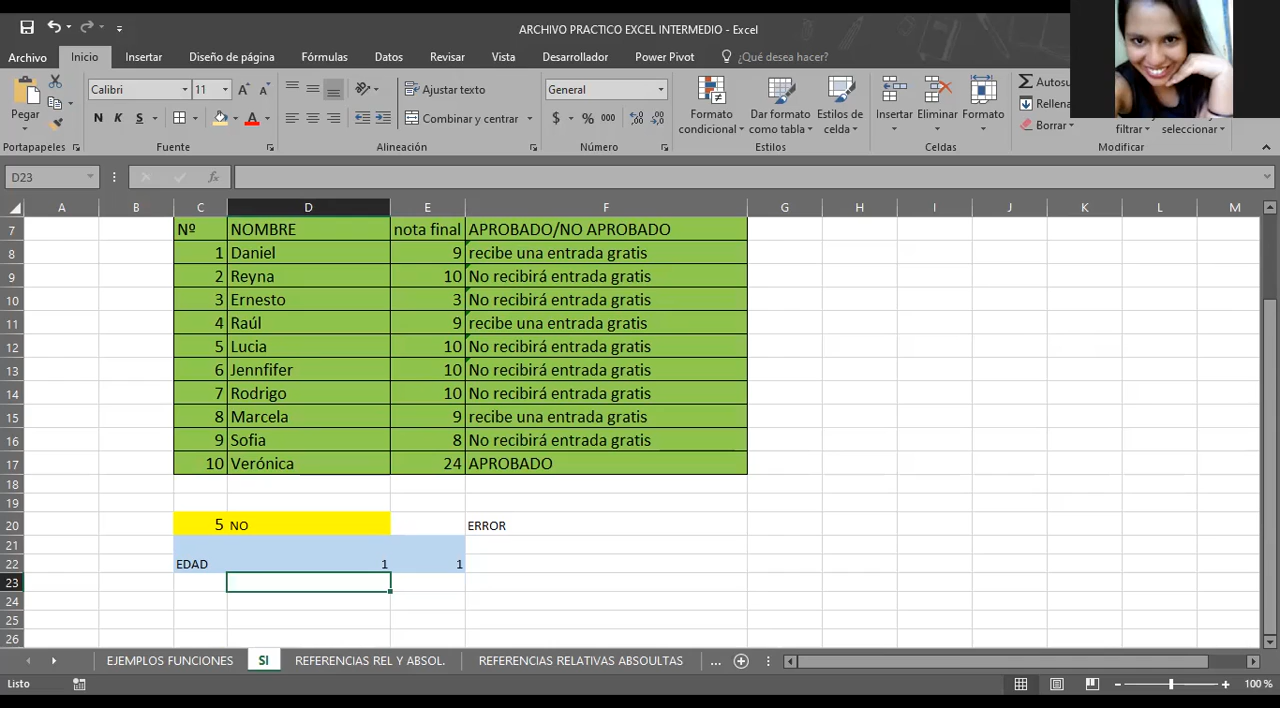 ARCHIVO PRACTICO EXCEL INTERMEDIO - Excel
Archivo Inicio Insertar Diseño de página Fórmulas Datos Revisar Vista Desarrollador Power Pivot ¿Qué desea hacer?
Pegar
Calibri 11
N K S
Ajustar texto
Combinar y centrar
General
$ % 000
Formato condicional
Dar formato como tabla
Estilos de celda
Insertar Eliminar Formato
Autosu
Rellena
Borrar
filtrar seleccionar
Portapapeles Fuente Alineación Número Estilos Celdas Modificar
D23 fx
A B C D E F G H I J K L M
7 Nº NOMBRE nota final APROBADO/NO APROBADO
8 1 Daniel 9 recibe una entrada gratis
9 2 Reyna 10 No recibirá entrada gratis
10 3 Ernesto 3 No recibirá entrada gratis
11 4 Raúl 9 recibe una entrada gratis
12 5 Lucia 10 No recibirá entrada gratis
13 6 Jennfifer 10 No recibirá entrada gratis
14 7 Rodrigo 10 No recibirá entrada gratis
15 8 Marcela 9 recibe una entrada gratis
16 9 Sofia 8 No recibirá entrada gratis
17 10 Verónica 24 APROBADO
18
19
20 5 NO ERROR
21
22 EDAD 1 1
23
24
25
26
EJEMPLOS FUNCIONES SI REFERENCIAS REL Y ABSOL. REFERENCIAS RELATIVAS ABSOULTAS ...
Listo 100 %